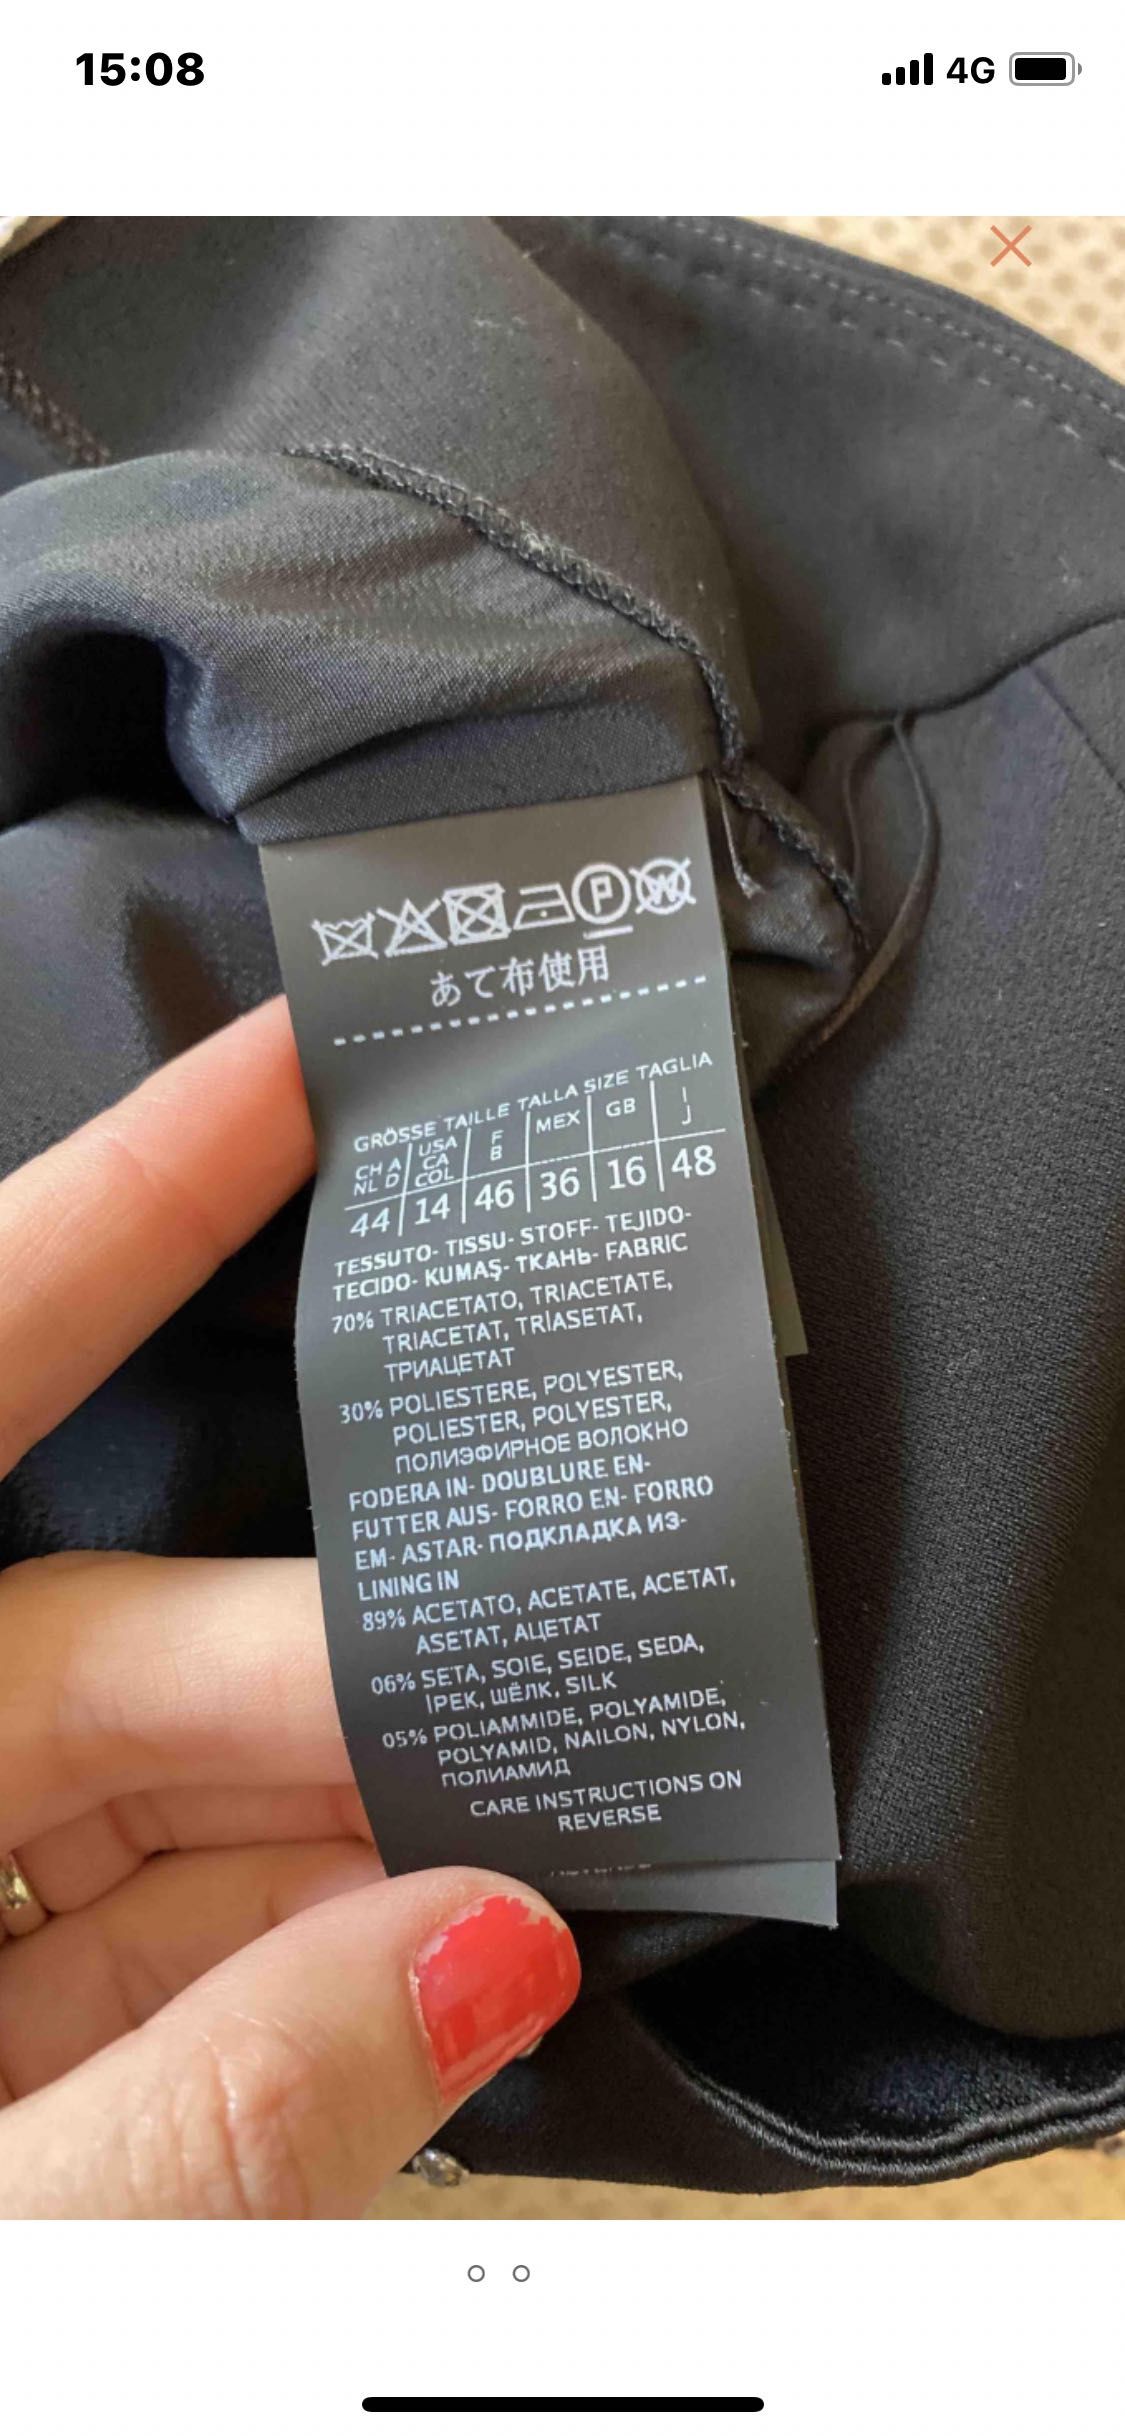 15:08
4G
P W
あて布使用
GRÖSSE TAILLE TALLA SIZE TAGLIA
CH A NL D USA CA COL F B MEX GB I J
44 14 46 36 16 48
TESSUTO- TISSU- STOFF- TEJIDO-
TECIDO- KUMAŞ- ТКАНЬ- FABRIC
70% TRIACETATO, TRIACETATE,
TRIACETAT, TRİASETAT,
ТРИАЦЕТАТ
30% POLIESTERE, POLYESTER,
POLIESTER, POLYESTER,
ПОЛИЭФИРНОЕ ВОЛОКНО
FODERA IN- DOUBLURE EN-
FUTTER AUS- FORRO EN- FORRO
EM- ASTAR- ПОДКЛАДКА ИЗ-
LINING IN
89% ACETATO, ACETATE, ACETAT,
ASETAT, АЦЕТАТ
06% SETA, SOIE, SEIDE, SEDA,
İPEK, ШЁЛК, SILK
05% POLIAMMIDE, POLYAMIDE,
POLYAMID, NAILON, NYLON,
ПОЛИАМИД
CARE INSTRUCTIONS ON
REVERSE